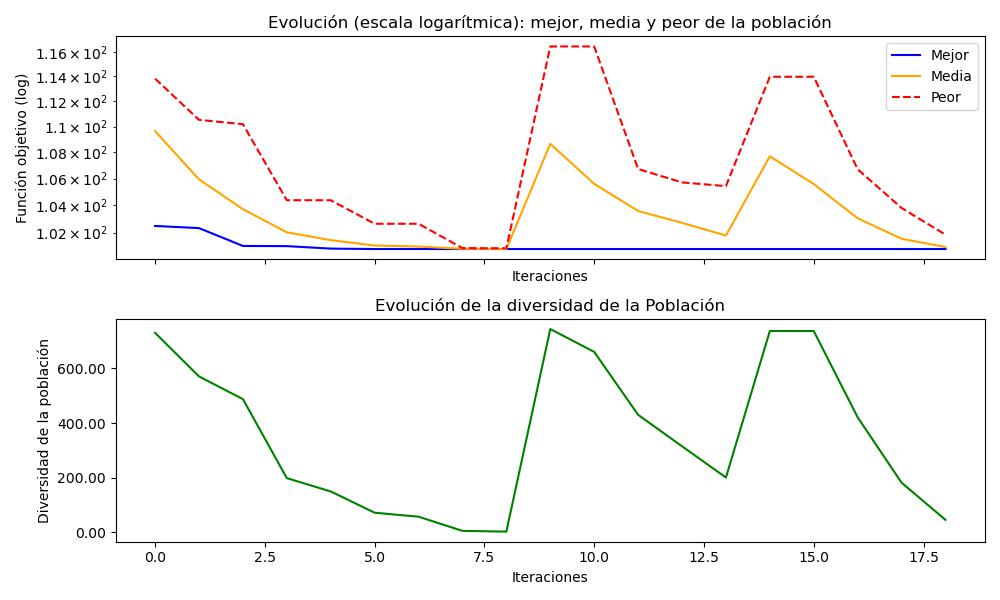 Evolución (escala logarítmica): mejor, media y peor de la población
Función objetivo (log)
1.16 × 10²
1.14 × 10²
1.12 × 10²
1.1 × 10²
1.08 × 10²
1.06 × 10²
1.04 × 10²
1.02 × 10²
Mejor
Media
Peor
Iteraciones
Evolución de la diversidad de la Población
Diversidad de la población
600.00
400.00
200.00
0.00
0.0 2.5 5.0 7.5 10.0 12.5 15.0 17.5
Iteraciones